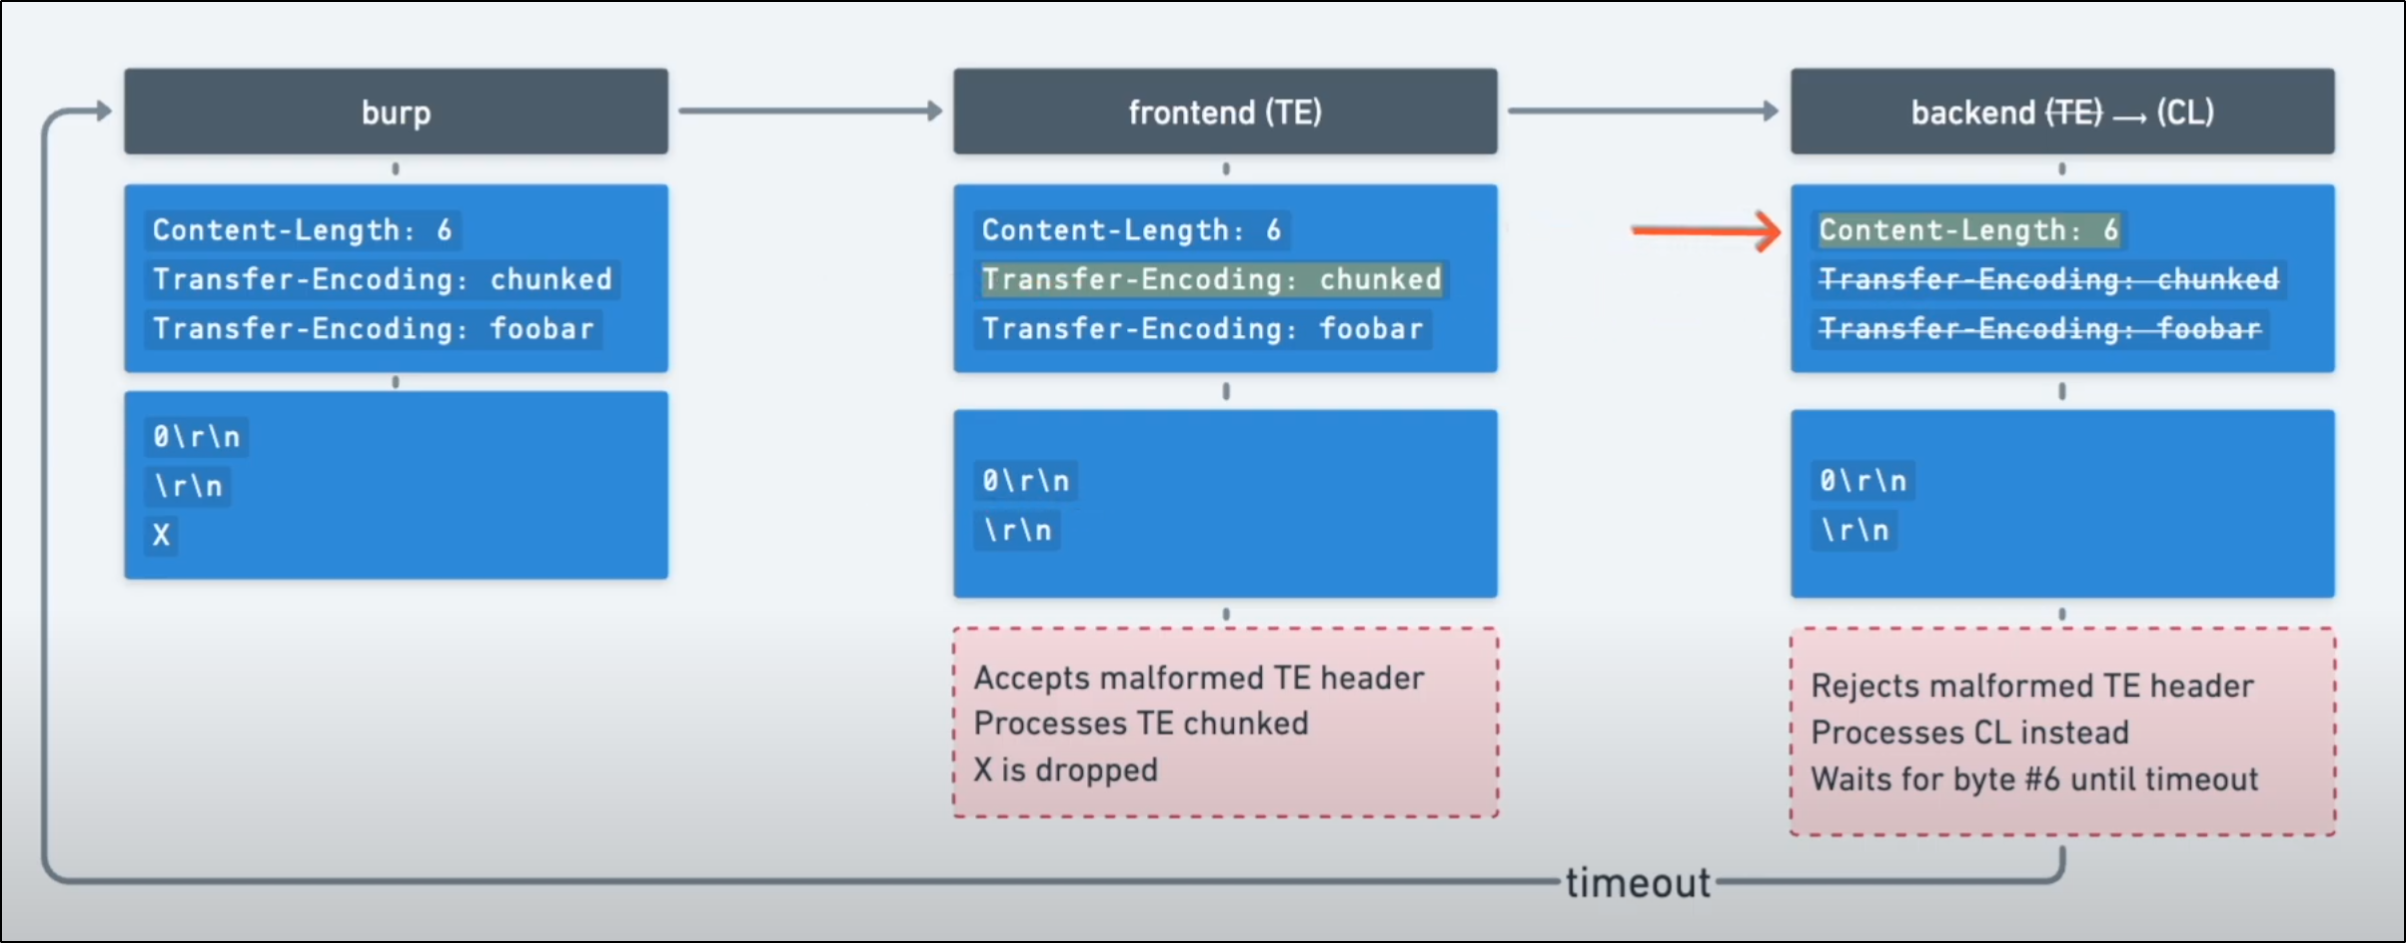 burp
Content-Length: 6
Transfer-Encoding: chunked
Transfer-Encoding: foobar
0\r\n
\r\n
X
frontend (TE)
Content-Length: 6
Transfer-Encoding: chunked
Transfer-Encoding: foobar
0\r\n
\r\n
Accepts malformed TE header
Processes TE chunked
X is dropped
backend (TE) → (CL)
Content-Length: 6
Transfer-Encoding: chunked
Transfer-Encoding: foobar
0\r\n
\r\n
Rejects malformed TE header
Processes CL instead
Waits for byte #6 until timeout
timeout